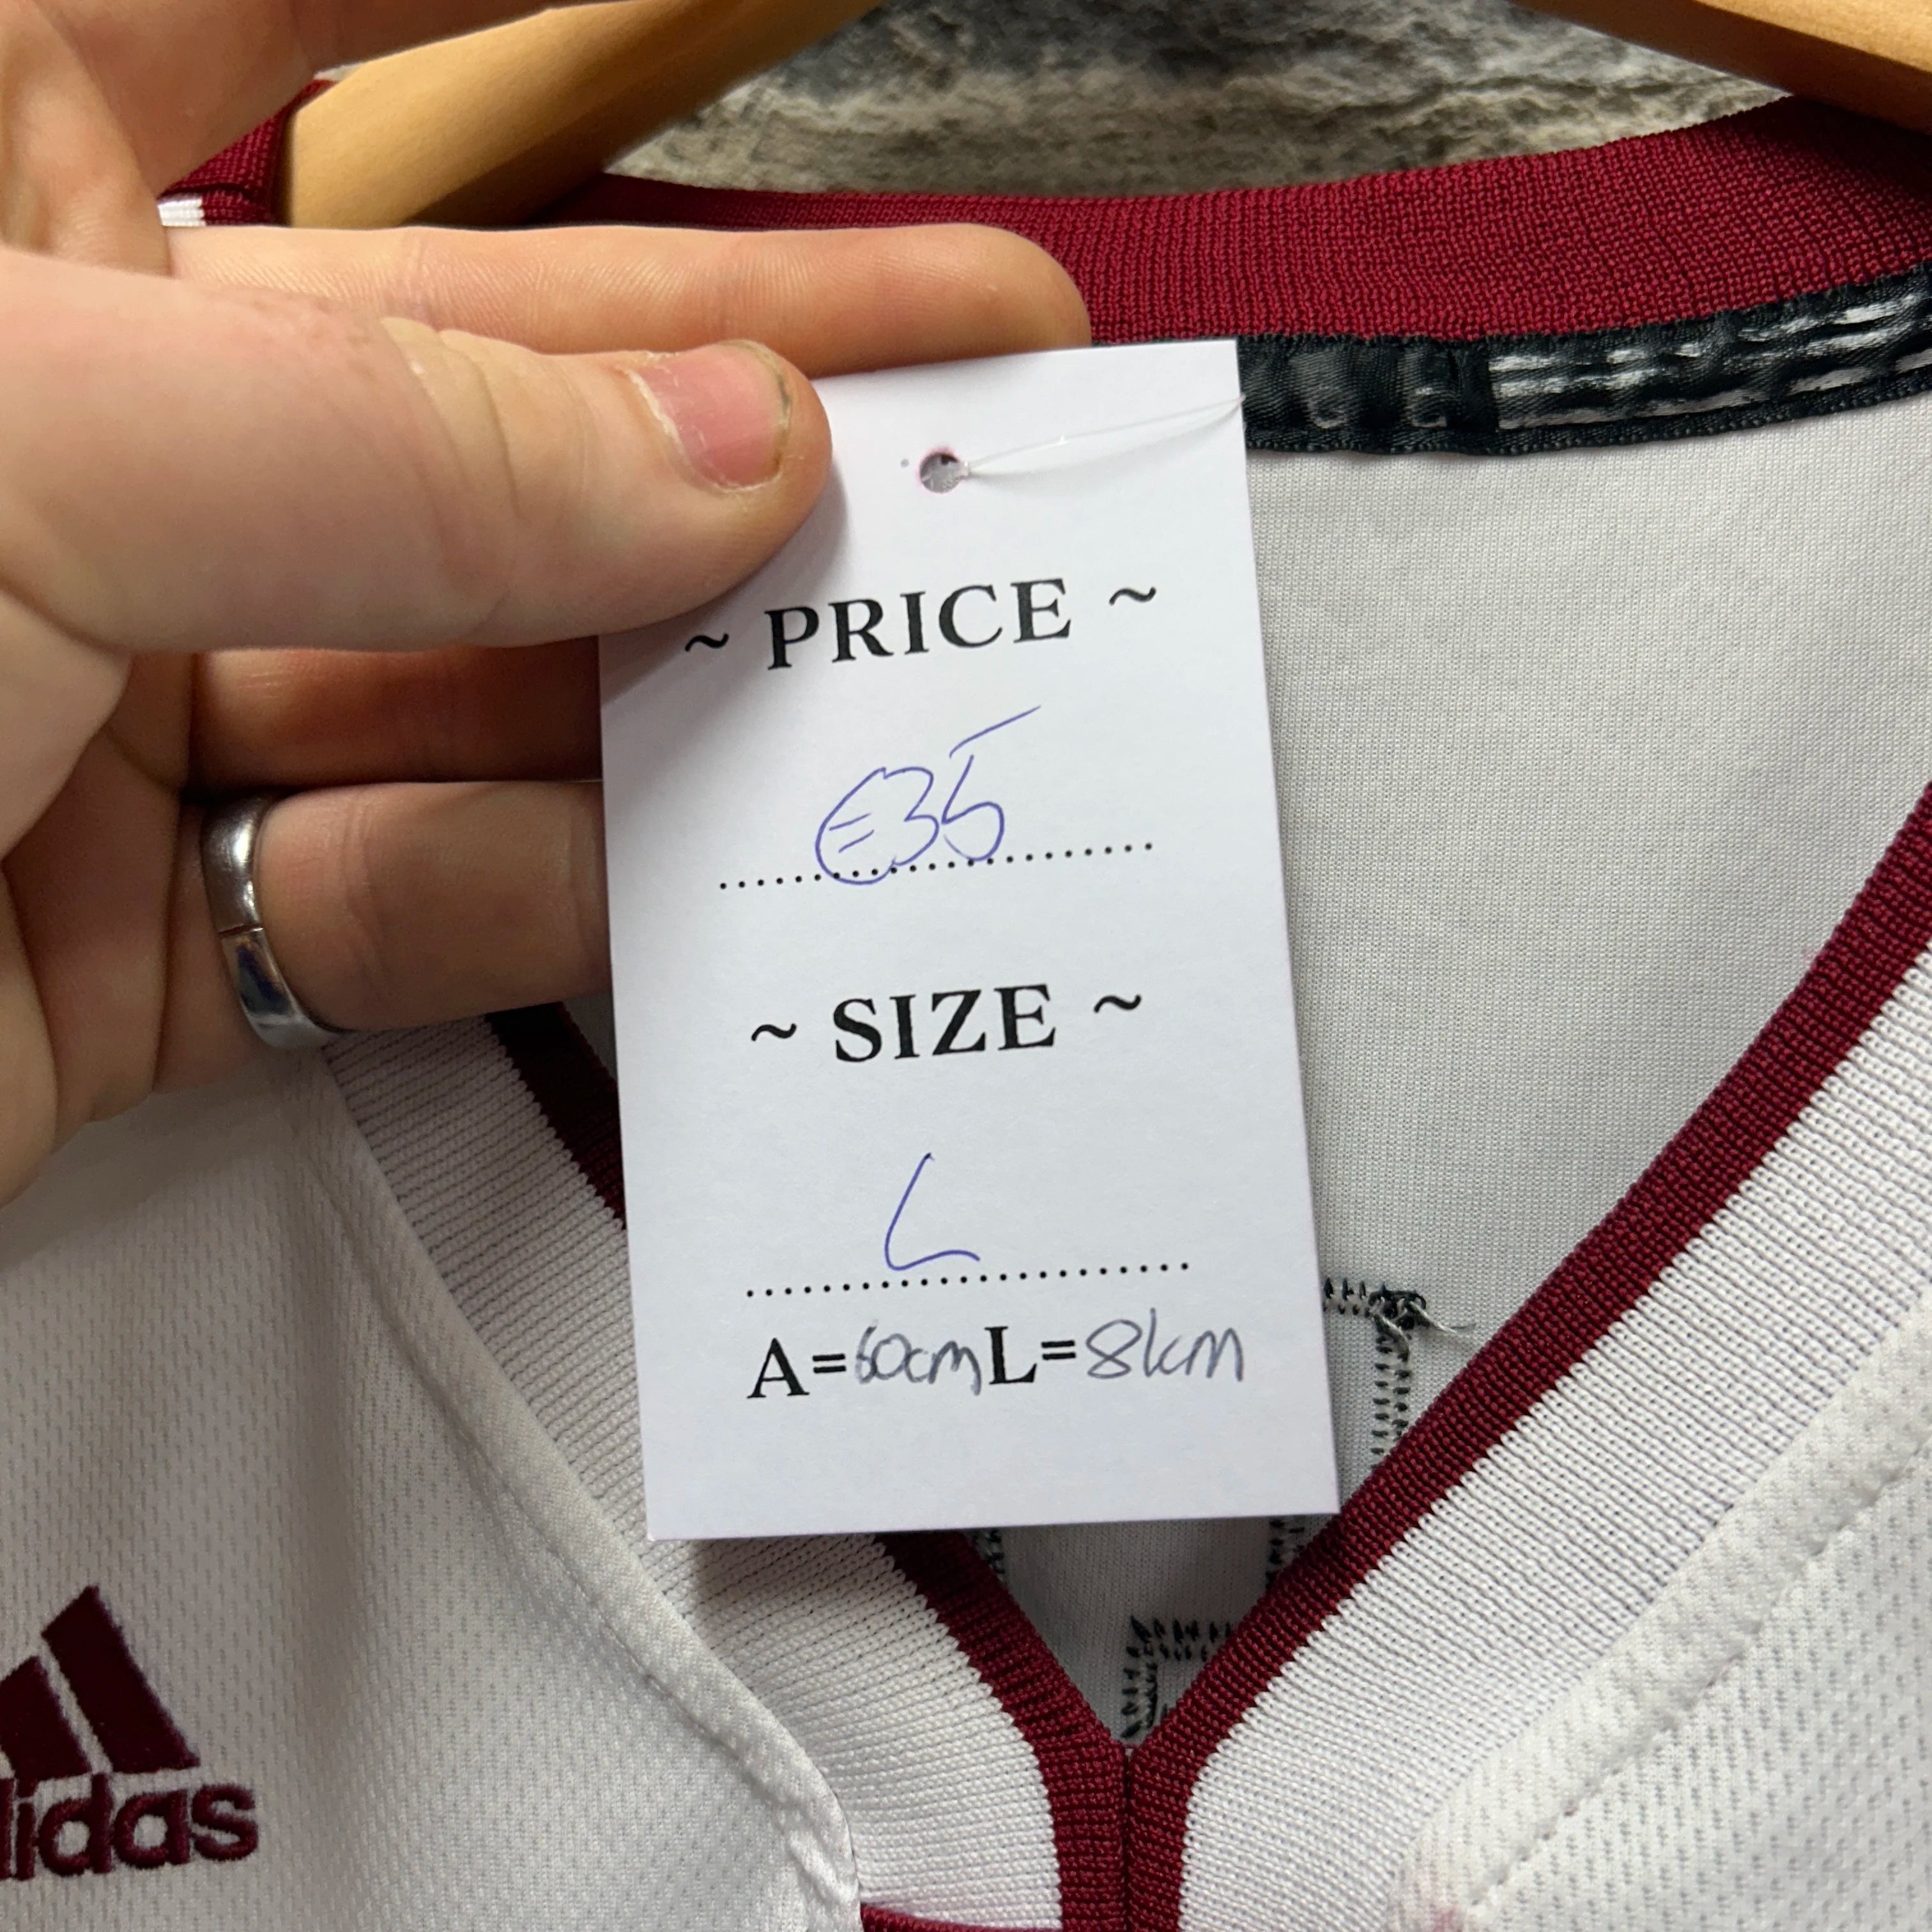 ~ PRICE ~
€35
~ SIZE ~
L
A=60cm L=81cm
adidas